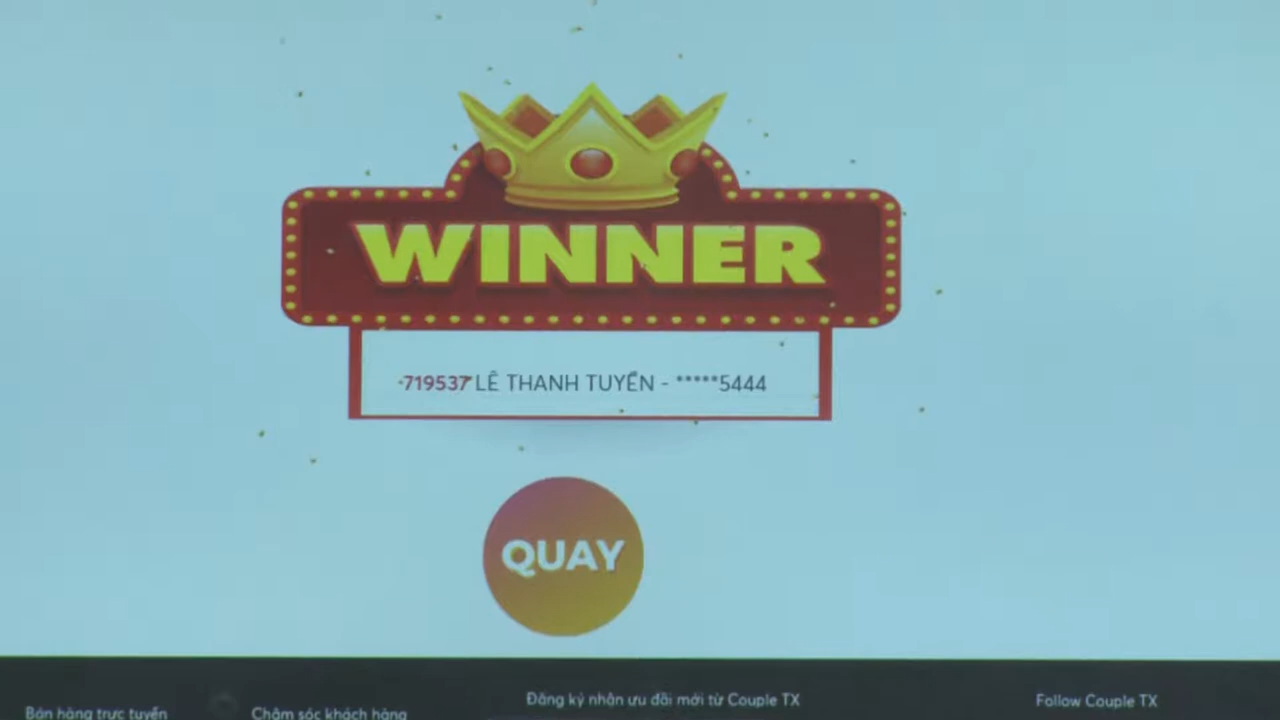 WINNER
719537 LÊ THANH TUYỀN - *****5444
QUAY
Đăng ký nhận ưu đãi mới từ Couple TX
Follow Couple TX
Bán hàng trực tuyến
Chăm sóc khách hàng